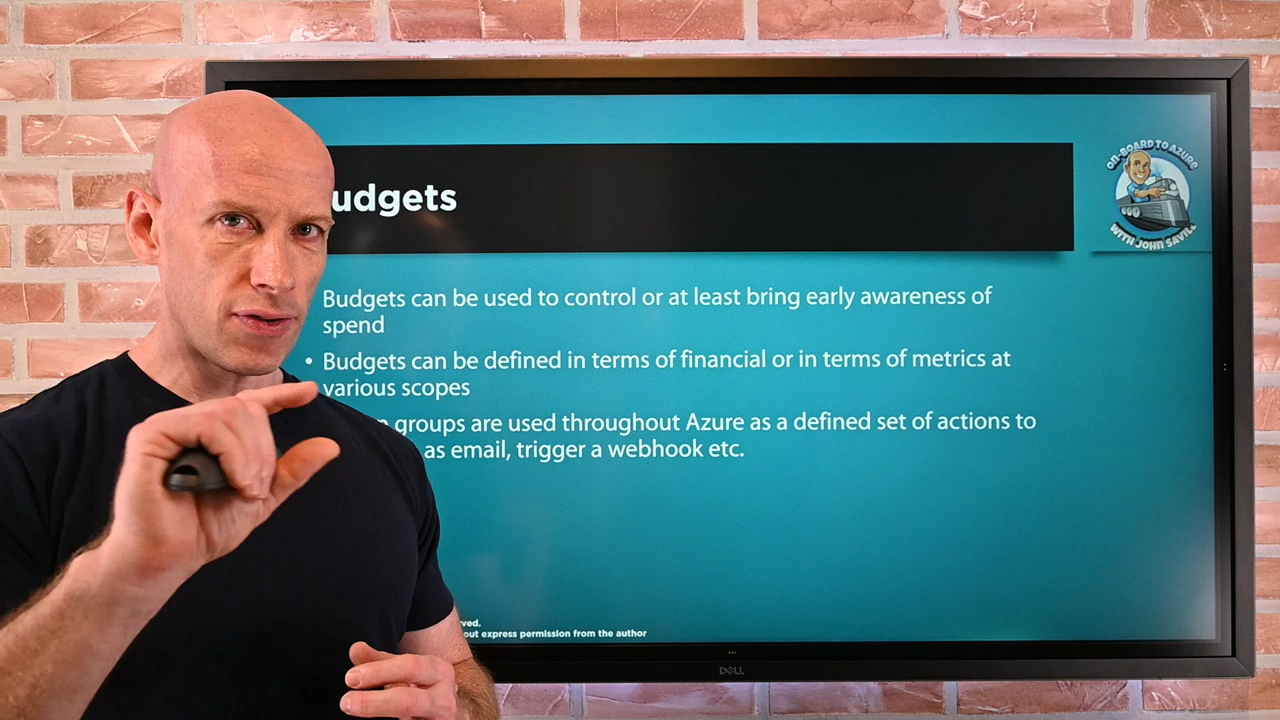 udgets
ON-BOARD TO AZURE
WITH JOHN SAVILL
Budgets can be used to control or at least bring early awareness of
spend
• Budgets can be defined in terms of financial or in terms of metrics at
various scopes
groups are used throughout Azure as a defined set of actions to
as email, trigger a webhook etc.
ved.
out express permission from the author
DELL